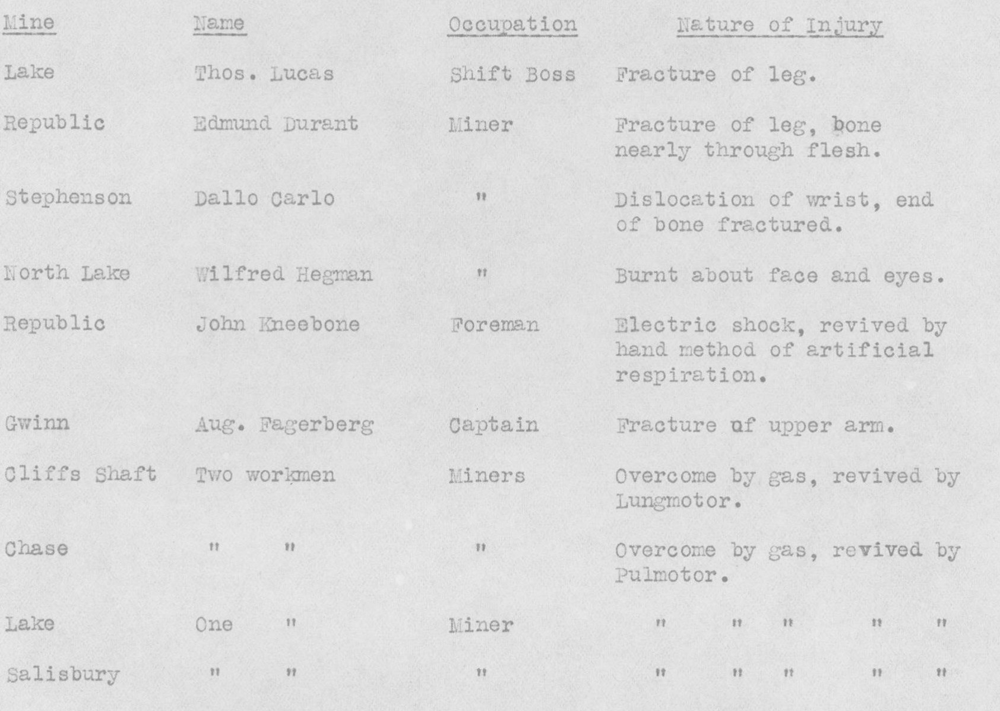 Mine Name Occupation Nature of Injury
Lake Thos. Lucas Shift Boss Fracture of leg.
Republic Edmund Durant Miner Fracture of leg, bone
nearly through flesh.
Stephenson Dallo Carlo " Dislocation of wrist, end
of bone fractured.
North Lake Wilfred Hegman " Burnt about face and eyes.
Republic John Kneebone Foreman Electric shock, revived by
hand method of artificial
respiration.
Gwinn Aug. Fagerberg Captain Fracture of upper arm.
Cliffs Shaft Two workmen Miners Overcome by gas, revived by
Lungmotor.
Chase " " " Overcome by gas, revived by
Pulmotor.
Lake One " Miner " " " " "
Salisbury " " " " " " " "